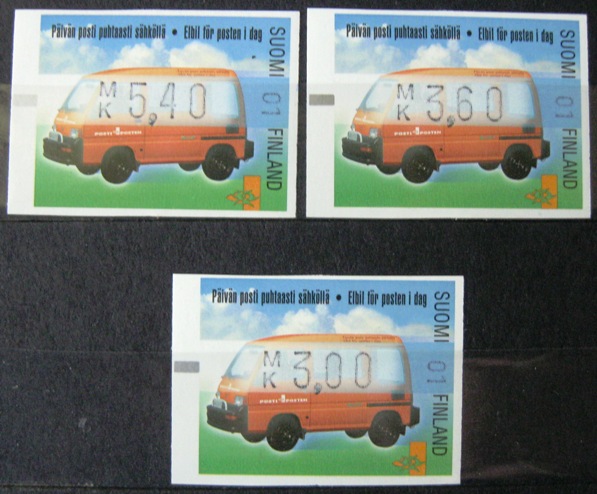 Päivän posti puhtaasti sähköllä • Elbil för posten i dag
MK 5,40
POSTI POSTEN
SUOMI 01 FINLAND
Päivän posti puhtaasti sähköllä • Elbil för posten i dag
MK 3,60
POSTI POSTEN
SUOMI 01 FINLAND
Päivän posti puhtaasti sähköllä • Elbil för posten i dag
MK 3,00
POSTI POSTEN
SUOMI 01 FINLAND